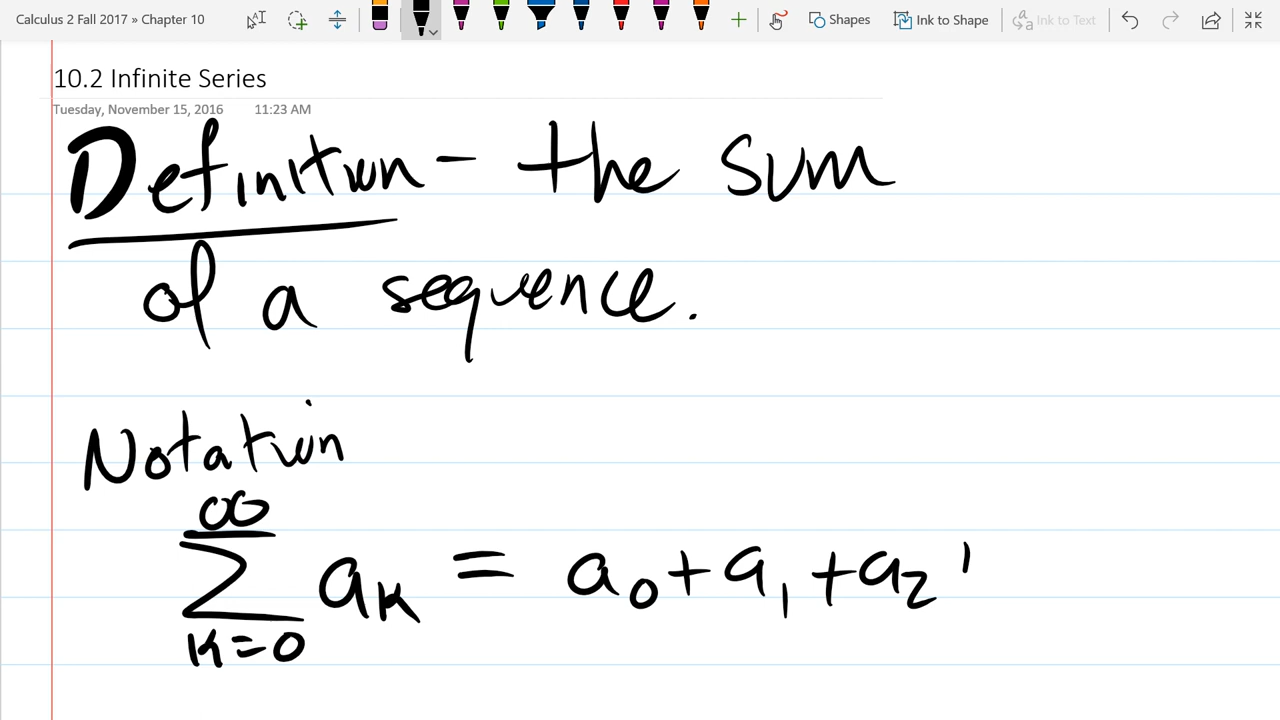 Calculus 2 Fall 2017 » Chapter 10
Shapes
Ink to Shape
Ink to Text
10.2 Infinite Series
Tuesday, November 15, 2016 11:23 AM
Definition - the sum
of a sequence.
Notation
∞
∑ aₖ = a₀ + a₁ + a₂ '
k=0